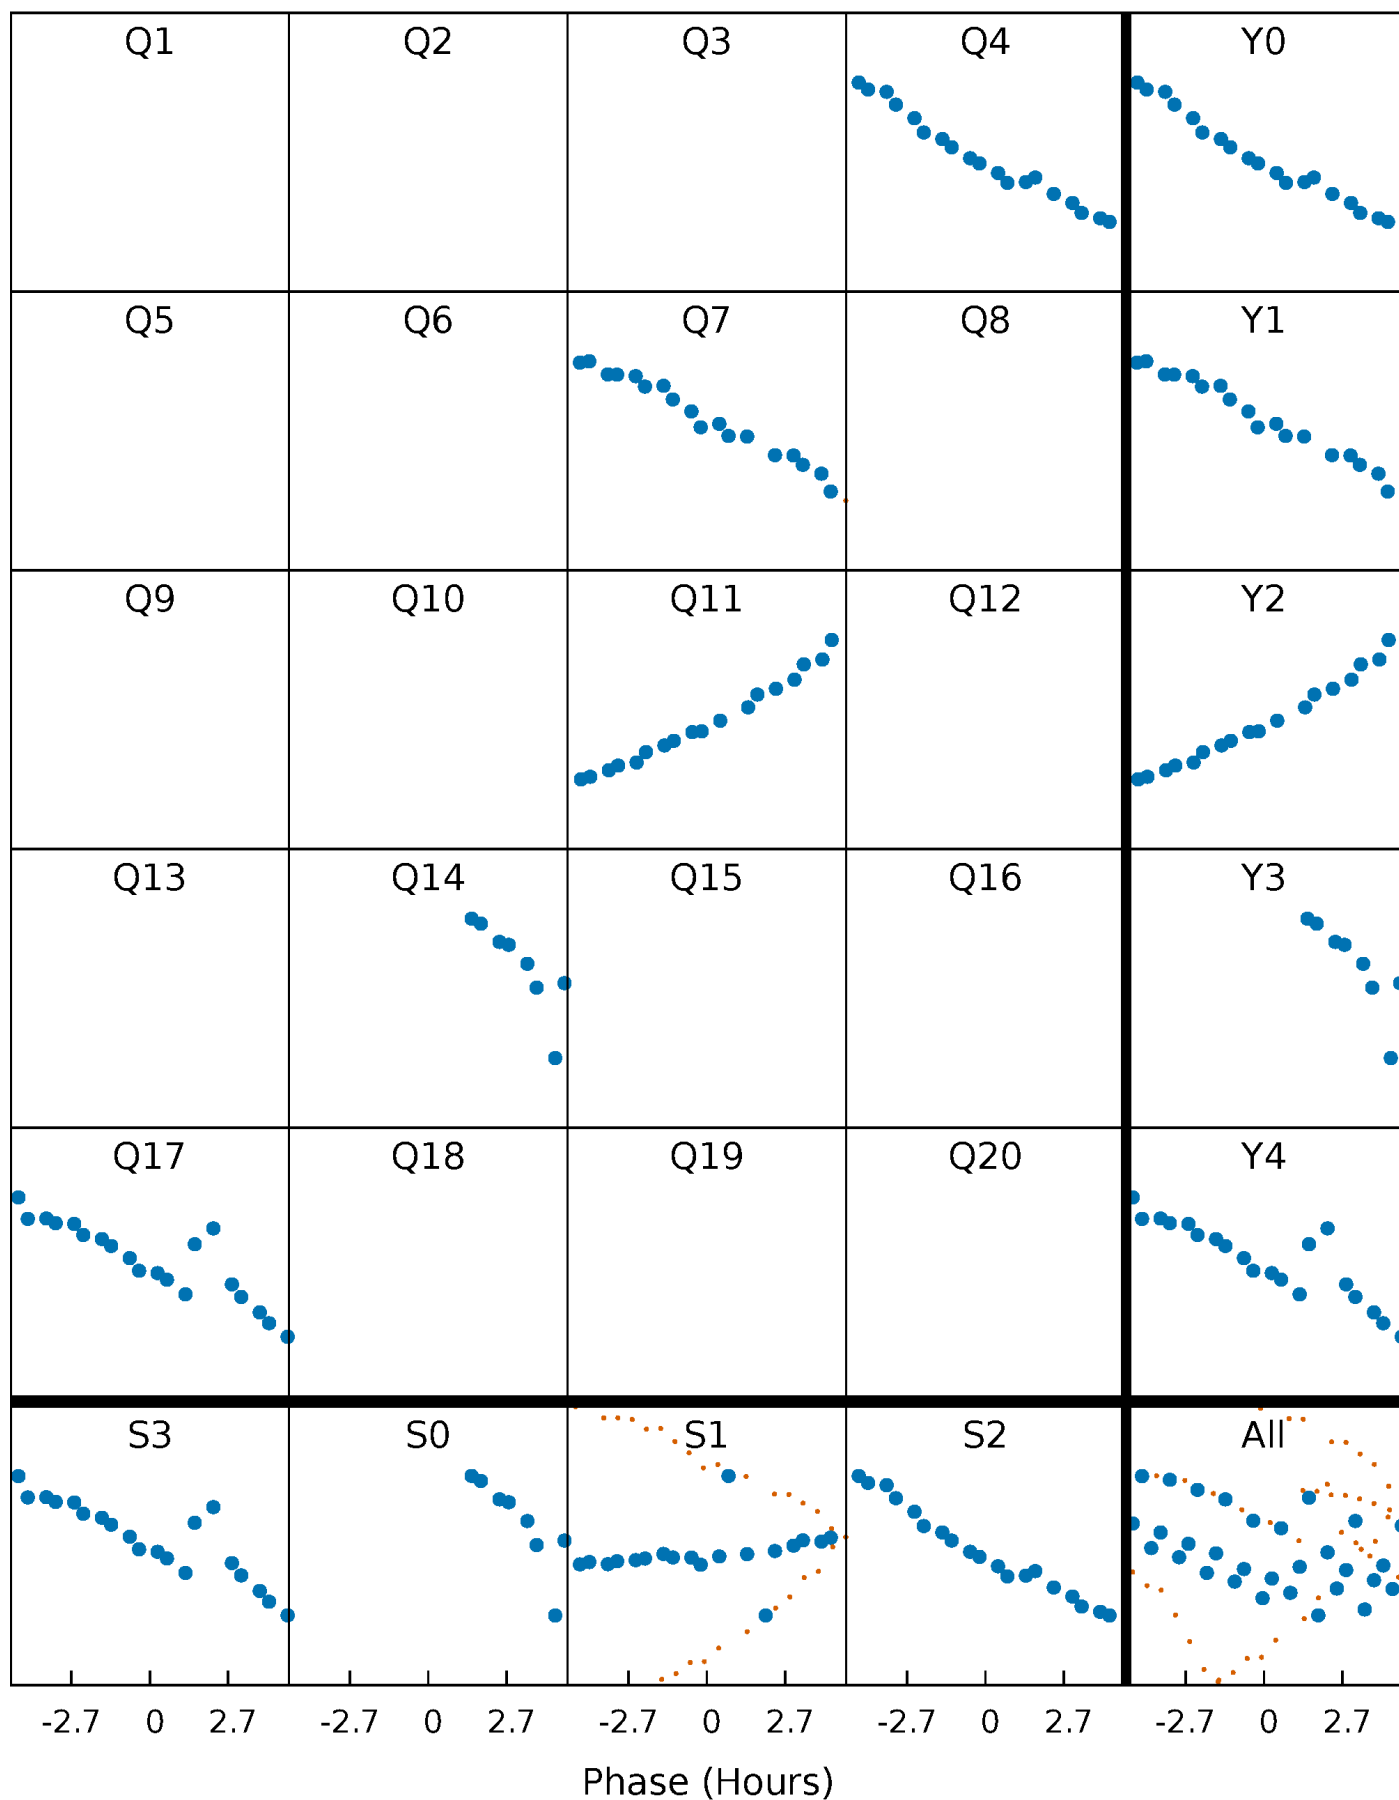 Q1 Q2 Q3 Q4 Y0
Q5 Q6 Q7 Q8 Y1
Q9 Q10 Q11 Q12 Y2
Q13 Q14 Q15 Q16 Y3
Q17 Q18 Q19 Q20 Y4
S3 S0 S1 S2 All
-2.7 0 2.7 -2.7 0 2.7 -2.7 0 2.7 -2.7 0 2.7 -2.7 0 2.7
Phase (Hours)